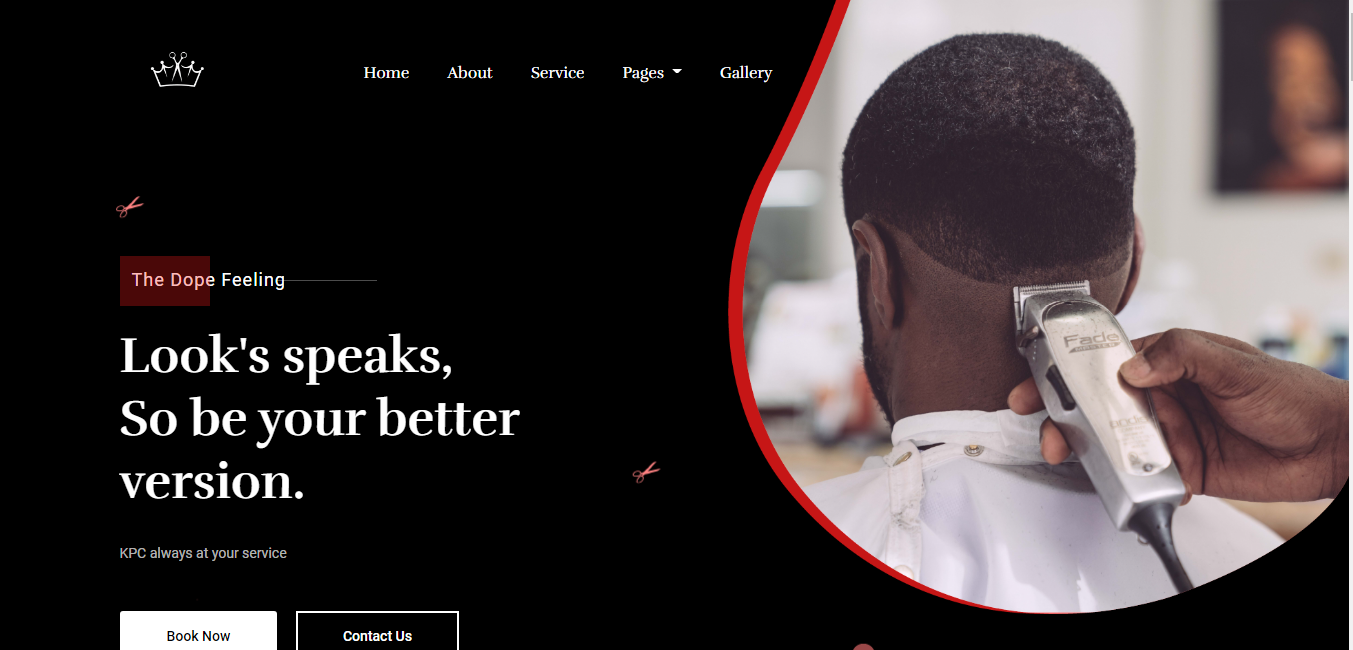 Home About Service Pages Gallery
The Dope Feeling
Look's speaks,
So be your better
version.
KPC always at your service
Book Now Contact Us
Fade